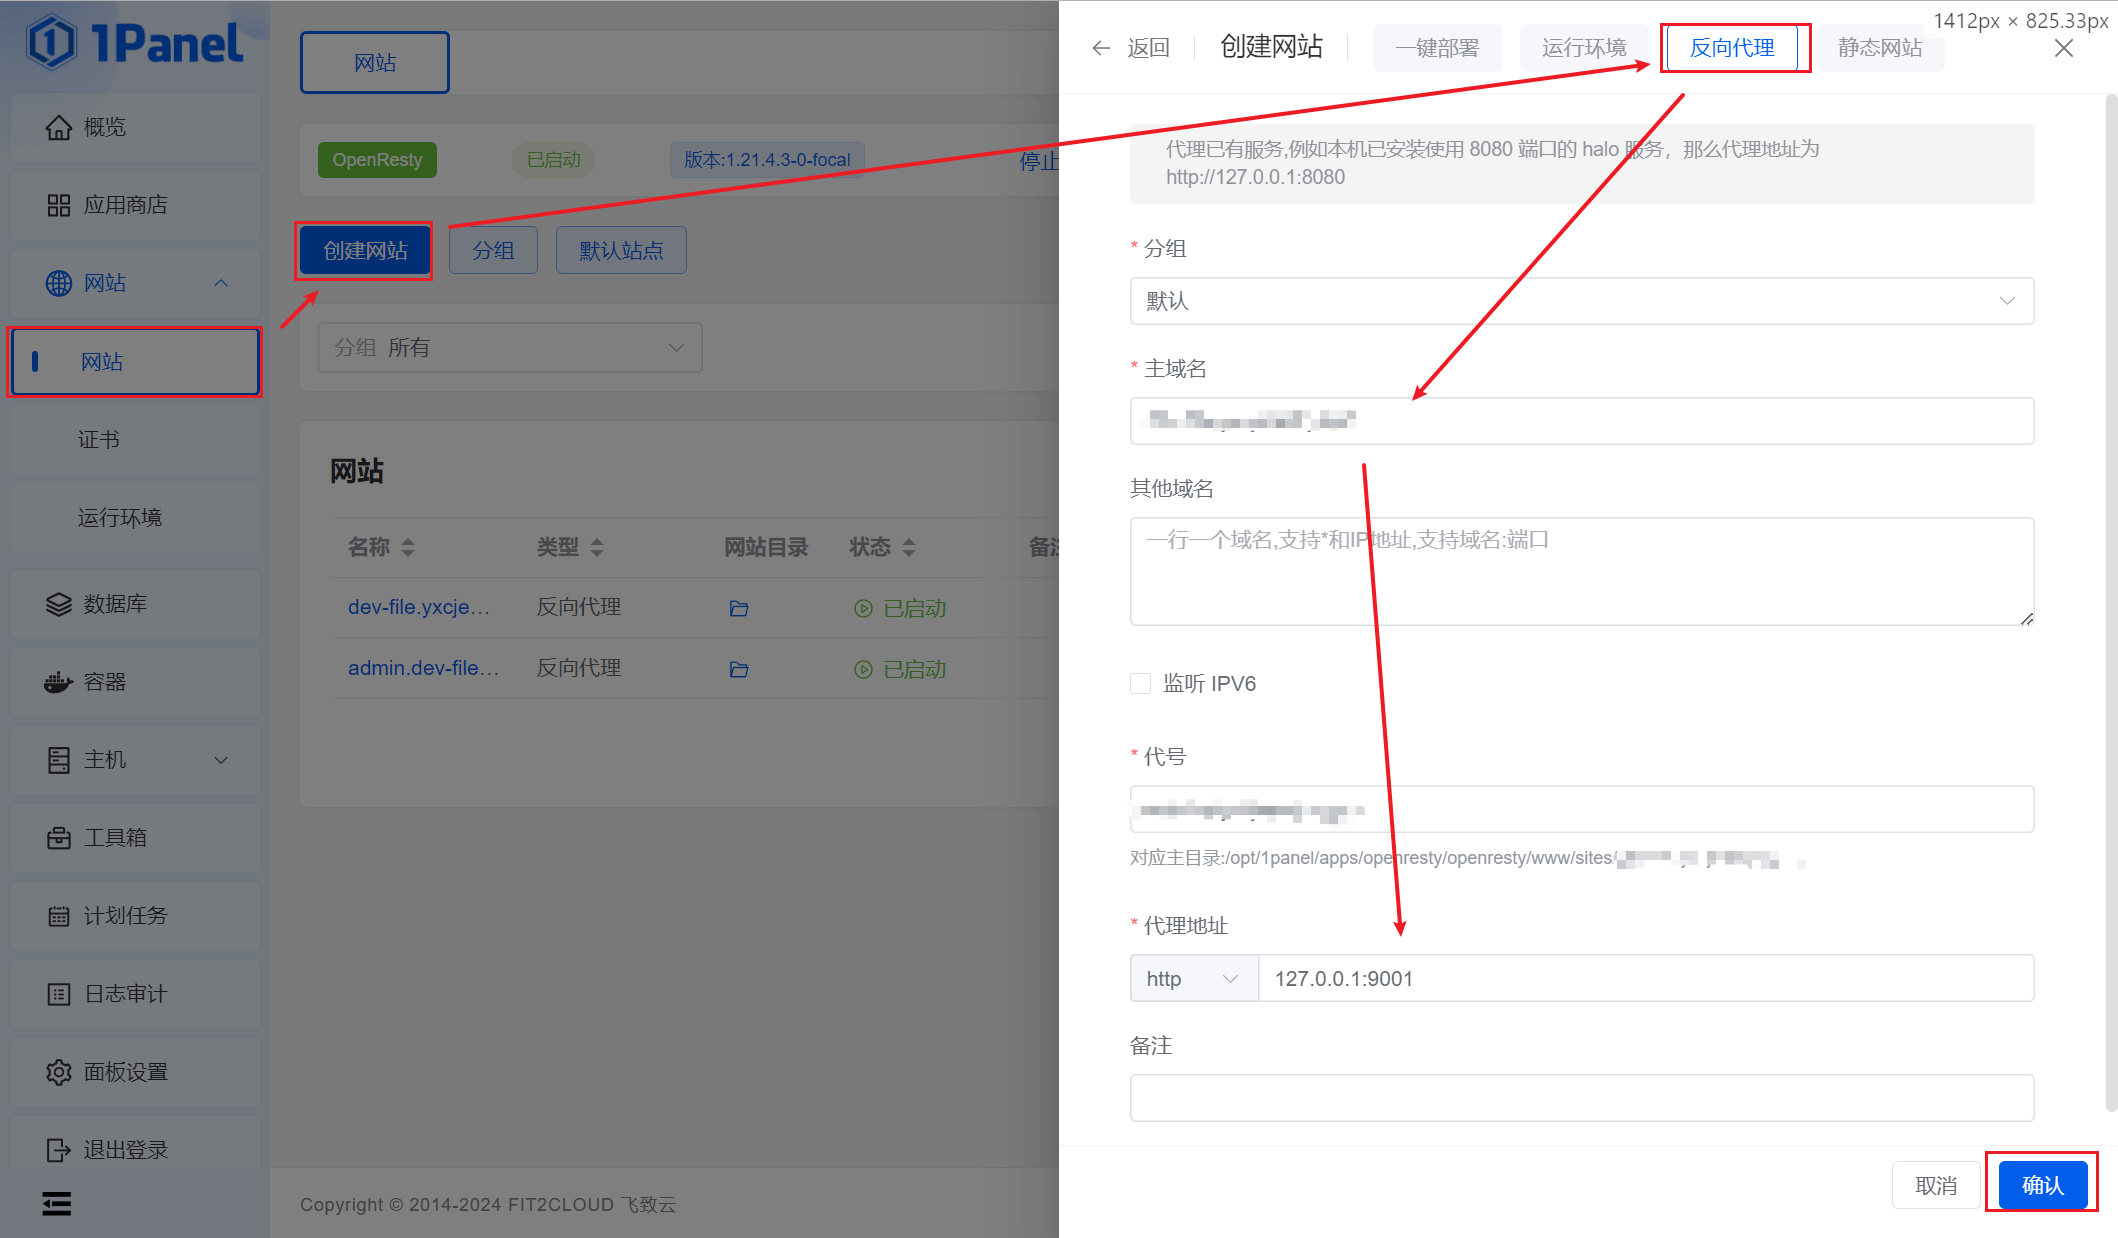 1Panel
概览
应用商店
网站
网站
证书
运行环境
数据库
容器
主机
工具箱
计划任务
日志审计
面板设置
退出登录
网站
OpenResty
已启动
版本:1.21.4.3-0-focal
停止
创建网站
分组
默认站点
分组 所有
网站
名称 类型 网站目录 状态 备注
dev-file.yxcje... 反向代理 已启动
admin.dev-file... 反向代理 已启动
Copyright © 2014-2024 FIT2CLOUD 飞致云
1412px × 825.33px
返回
创建网站
一键部署
运行环境
反向代理
静态网站
代理已有服务,例如本机已安装使用 8080 端口的 halo 服务，那么代理地址为
http://127.0.0.1:8080
* 分组
默认
* 主域名
其他域名
一行一个域名,支持*和IP地址,支持域名:端口
监听 IPV6
* 代号
对应主目录:/opt/1panel/apps/openresty/openresty/www/sites/
* 代理地址
http
127.0.0.1:9001
备注
取消
确认